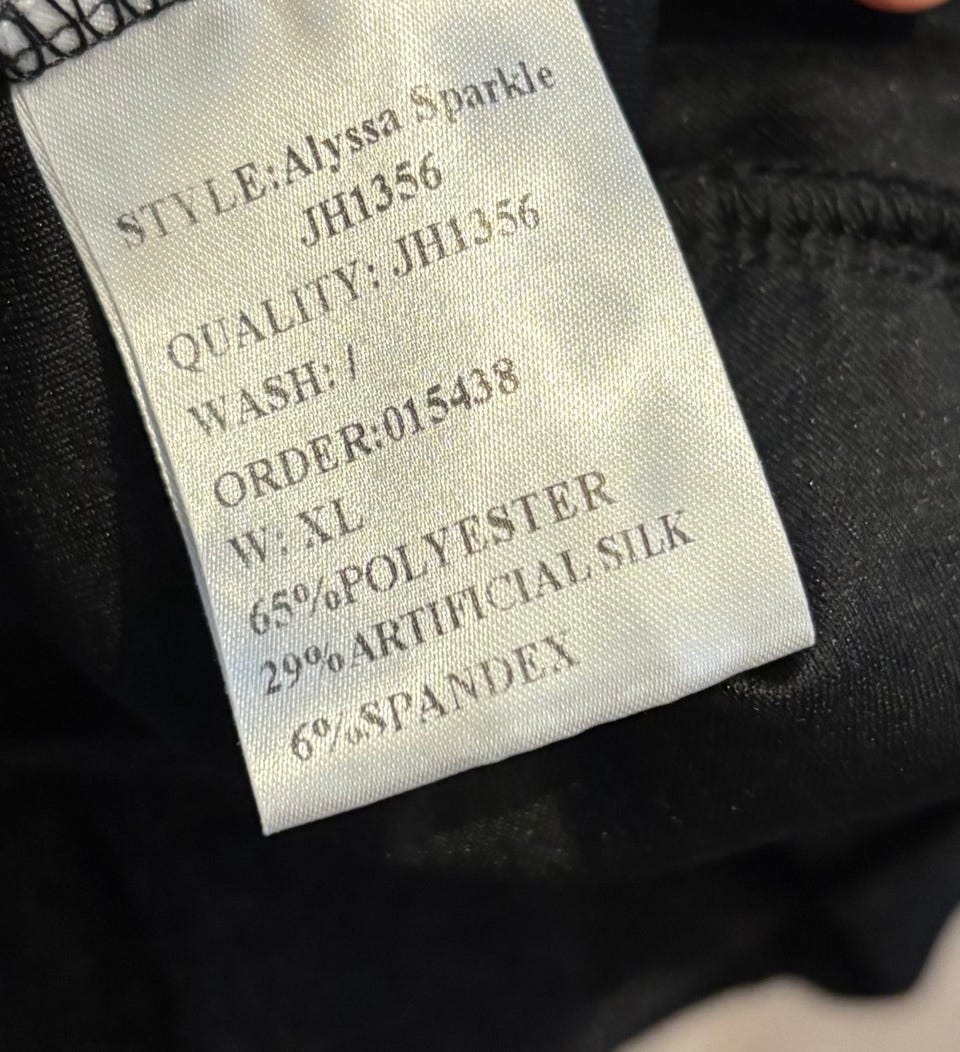 STYLE:Alyssa Sparkle
JH1356
QUALITY: JH1356
WASH: /
ORDER:015438
W: XL
65%POLYESTER
29%ARTIFICIAL SILK
6%SPANDEX